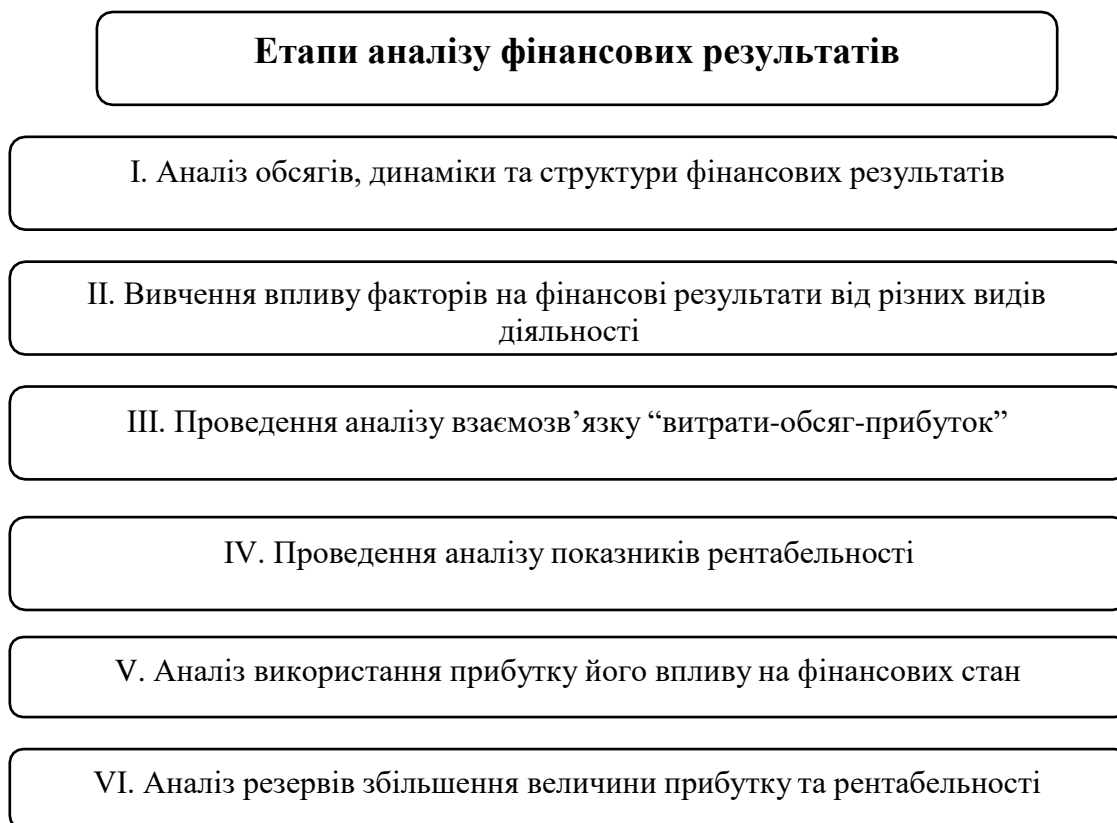 Етапи аналізу фінансових результатів
I. Аналіз обсягів, динаміки та структури фінансових результатів
II. Вивчення впливу факторів на фінансові результати від різних видів
діяльності
III. Проведення аналізу взаємозв’язку “витрати-обсяг-прибуток”
IV. Проведення аналізу показників рентабельності
V. Аналіз використання прибутку його впливу на фінансових стан
VI. Аналіз резервів збільшення величини прибутку та рентабельності